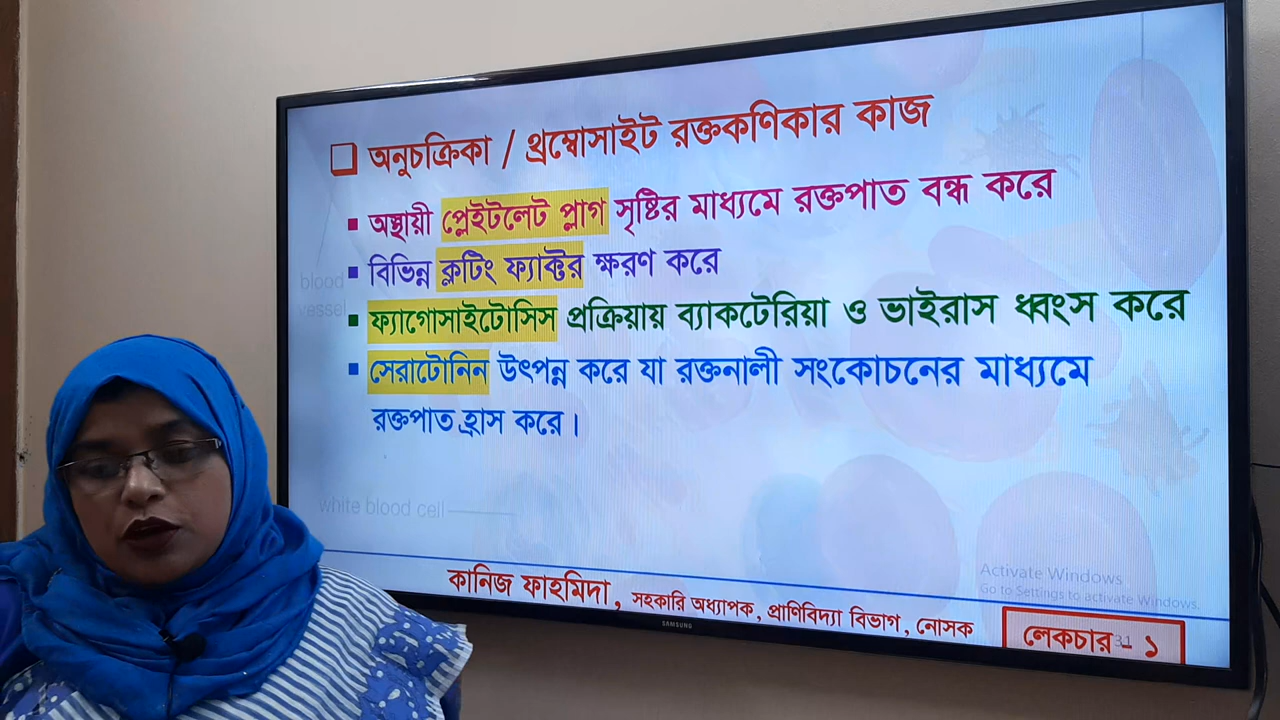 ❑ অনুচক্রিকা / থ্রম্বোসাইট রক্তকণিকার কাজ
▪ অস্থায়ী প্লেইটলেট প্লাগ সৃষ্টির মাধ্যমে রক্তপাত বন্ধ করে
▪ বিভিন্ন ক্লটিং ফ্যাক্টর ক্ষরণ করে
▪ ফ্যাগোসাইটোসিস প্রক্রিয়ায় ব্যাকটেরিয়া ও ভাইরাস ধ্বংস করে
▪ সেরাটোনিন উৎপন্ন করে যা রক্তনালী সংকোচনের মাধ্যমে
রক্তপাত হ্রাস করে।
blood
vessel
white blood cell
Activate Windows
Go to Settings to activate Windows.
কানিজ ফাহমিদা, সহকারি অধ্যাপক, প্রাণিবিদ্যা বিভাগ, নোসক
লেকচার - ১
31
SAMSUNG